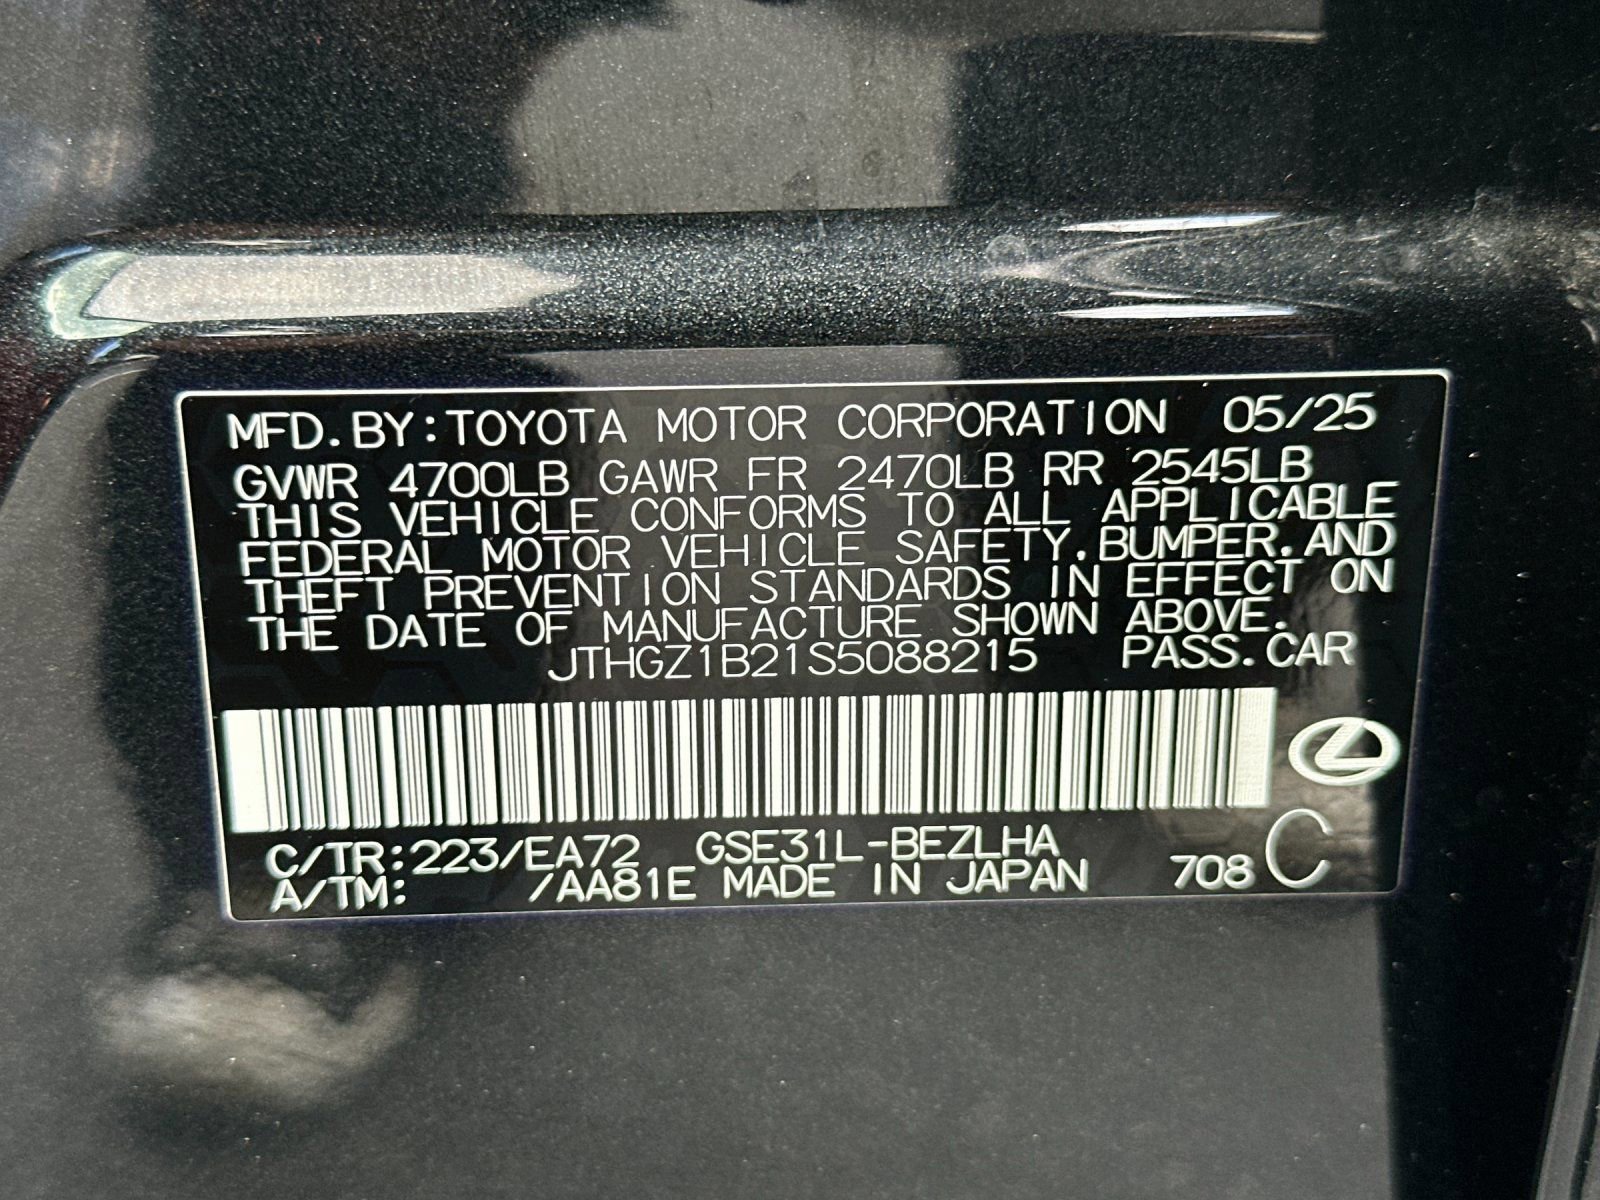 MFD.BY:TOYOTA MOTOR CORPORATION 05/25
GVWR 4700LB GAWR FR 2470LB RR 2545LB
THIS VEHICLE CONFORMS TO ALL APPLICABLE
FEDERAL MOTOR VEHICLE SAFETY,BUMPER,AND
THEFT PREVENTION STANDARDS IN EFFECT ON
THE DATE OF MANUFACTURE SHOWN ABOVE.
JTHGZ1B21S5088215 PASS.CAR
C/TR:223/EA72 GSE31L-BEZLHA
A/TM: /AA81E MADE IN JAPAN 708 C